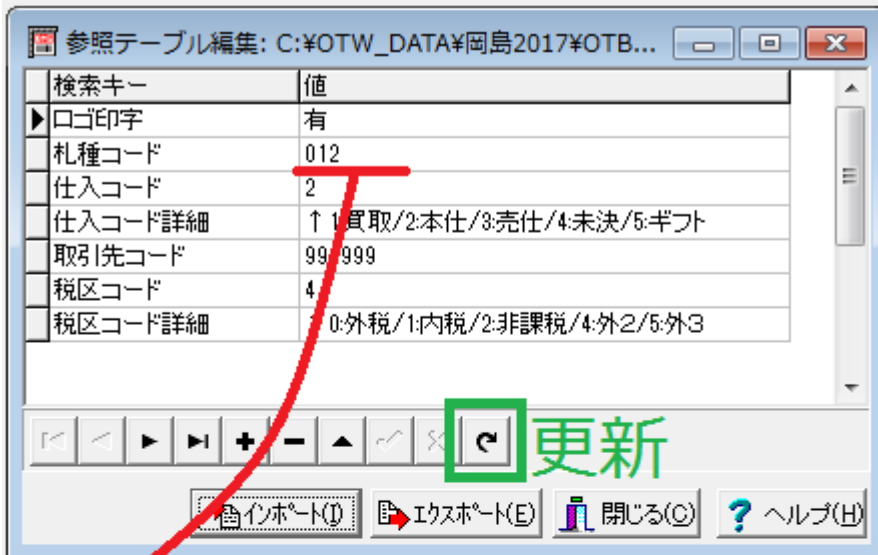 参照テーブル編集: C:¥OTW_DATA¥岡島2017¥OTB...
検索キー 値
ロゴ印字 有
札種コード 012
仕入コード 2
仕入コード詳細 ↑1:買取/2:本仕/3:売仕/4:未決/5:ギフト
取引先コード 999999
税区コード 4
税区コード詳細 ↑0:外税/1:内税/2:非課税/4:外2/5:外3
更新
インポート(I) エクスポート(E) 閉じる(C) ヘルプ(H)